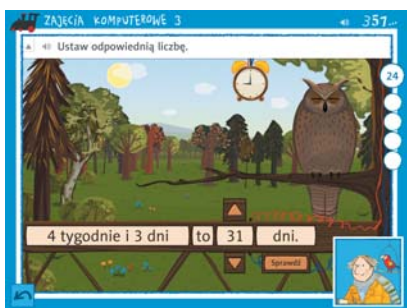 ZAJĘCIA KOMPUTEROWE 3
357...
Ustaw odpowiednią liczbę.
24
4 tygodnie i 3 dni to 31 dni.
Sprawdź